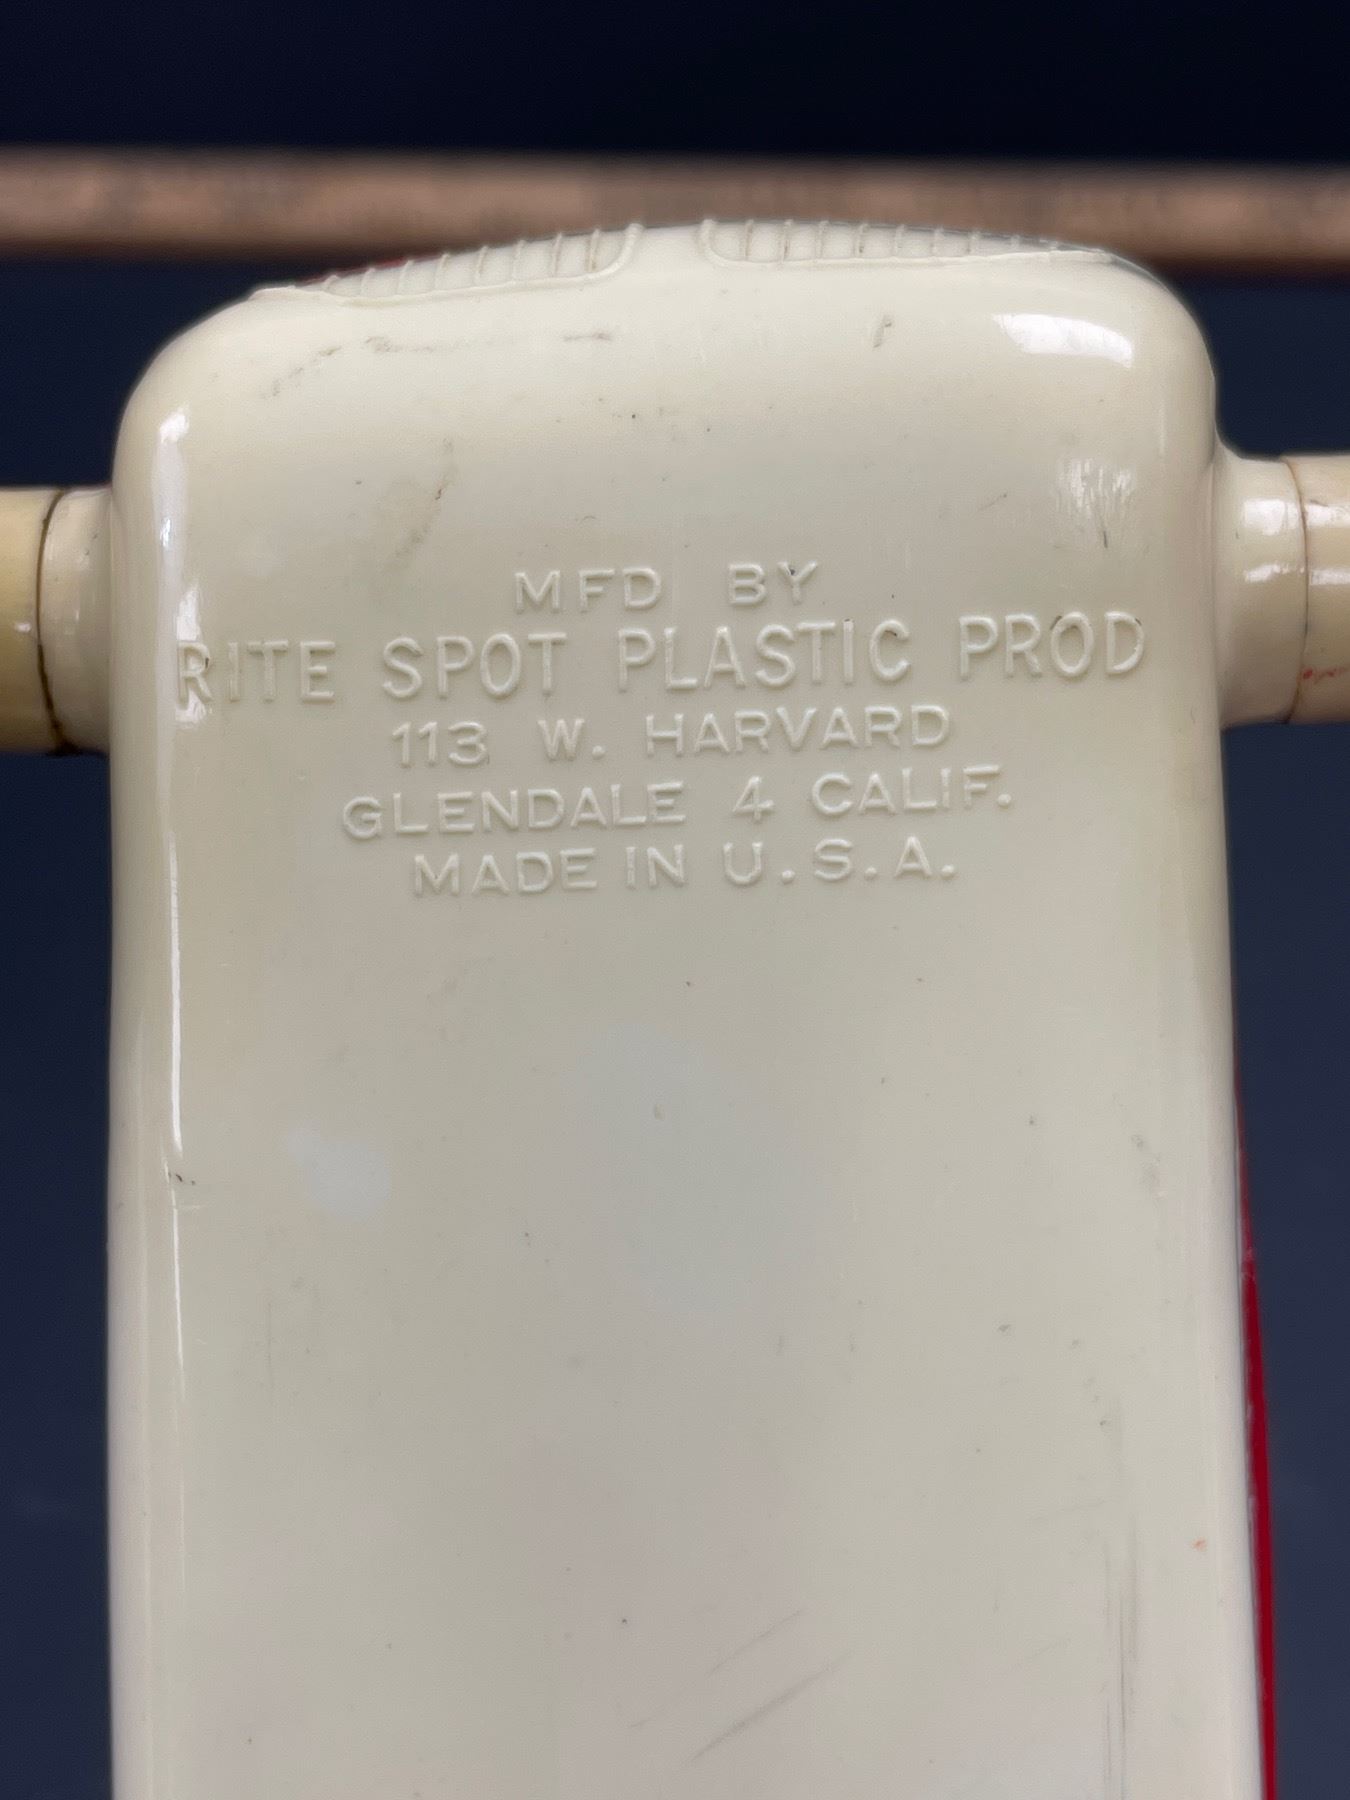 MFD BY
RITE SPOT PLASTIC PROD
113 W. HARVARD
GLENDALE 4 CALIF.
MADE IN U.S.A.